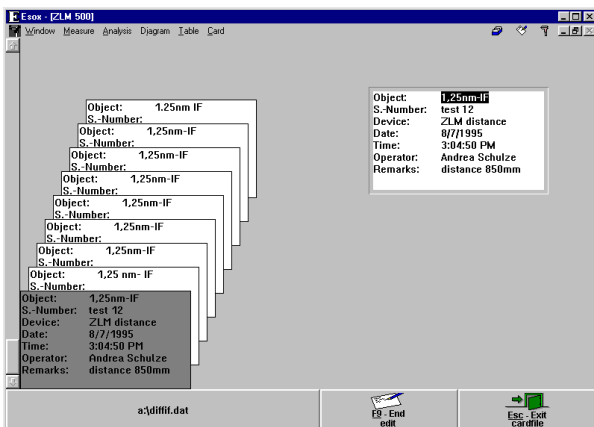 Esox - [ZLM 500]
Window Measure Analysis Diagram Table Card
Object: 1.25nm IF
S.-Number:
Object: 1,25nm-IF
S.-Number:
Object: 1,25nm-IF
S.-Number:
Object: 1,25nm-IF
S.-Number:
Object: 1,25nm-IF
S.-Number:
Object: 1,25nm-IF
S.-Number:
Object: 1,25nm-IF
S.-Number:
Object: 1,25 nm- IF
S.-Number:
Object: 1,25nm-IF
S.-Number: test 12
Device: ZLM distance
Date: 8/7/1995
Time: 3:04:50 PM
Operator: Andrea Schulze
Remarks: distance 850mm
Object: 1,25nm-IF
S.-Number: test 12
Device: ZLM distance
Date: 8/7/1995
Time: 3:04:50 PM
Operator: Andrea Schulze
Remarks: distance 850mm
a:\diffif.dat
F9 - End
edit
Esc - Exit
cardfile